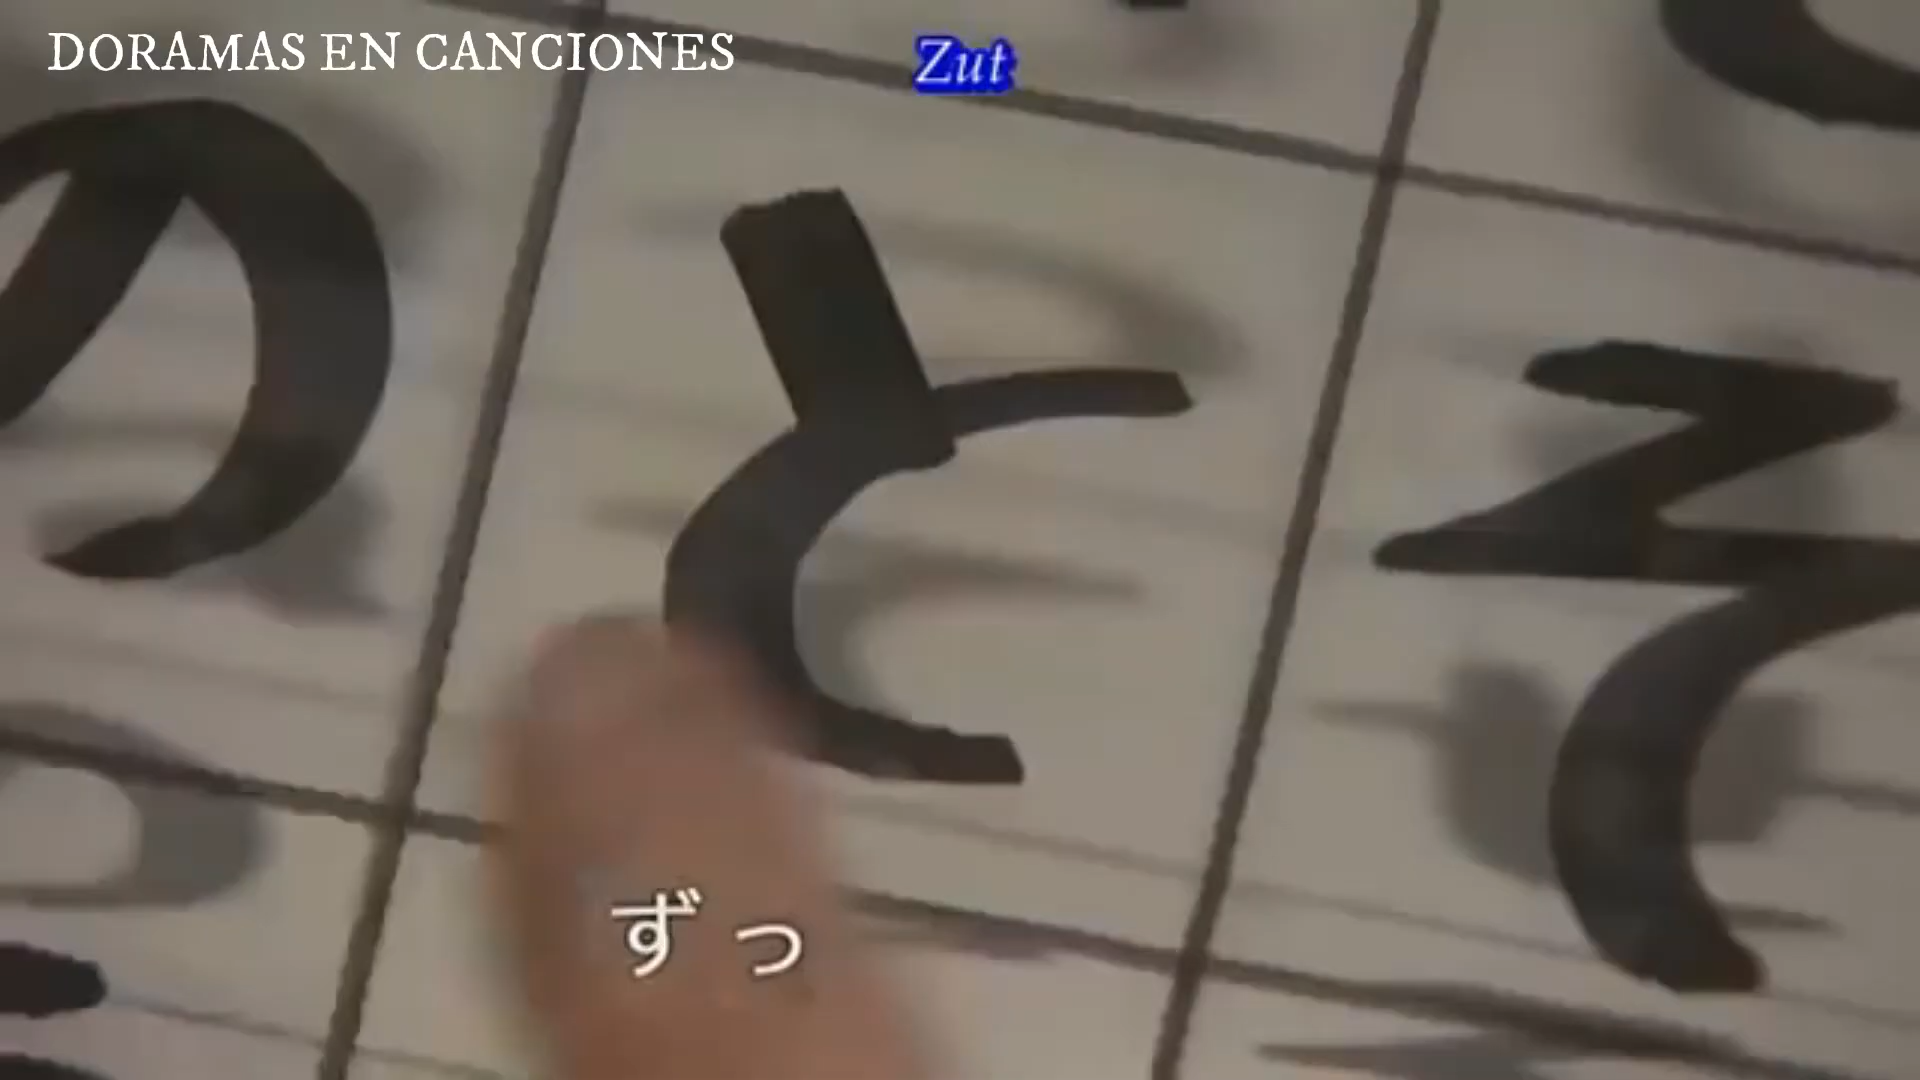 DORAMAS EN CANCIONES
Zut
の と そ
ずっ